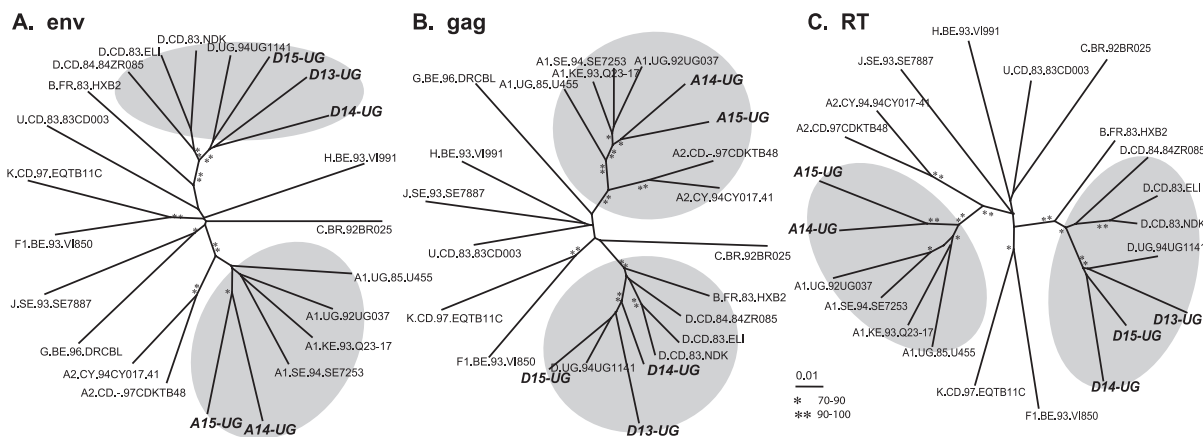 A. env
D.CD.83.NDK
D.CD.83.ELI
D.UG.94UG1141
D.CD.84.84ZR085
D15-UG
B.FR.83.HXB2
D13-UG
D14-UG
U.CD.83.83CD003
H.BE.93.VI991
K.CD.97.EQTB11C
C.BR.92BR025
F1.BE.93.VI850
A1.UG.85.U455
J.SE.93.SE7887
A1.UG.92UG037
G.BE.96.DRCBL
A1.KE.93.Q23-17
A2.CY.94CY017.41
A1.SE.94.SE7253
A2.CD.-.97CDKTB48
A15-UG
A14-UG
B. gag
A1.SE.94.SE7253
A1.UG.92UG037
A1.KE.93.Q23-17
G.BE.96.DRCBL
A1.UG.85.U455
A14-UG
A15-UG
A2.CD.-.97CDKTB48
H.BE.93.VI991
J.SE.93.SE7887
A2.CY.94CY017.41
U.CD.83.83CD003
C.BR.92BR025
B.FR.83.HXB2
K.CD.97.EQTB11C
D.CD.84.84ZR085
D.CD.83.ELI
D.CD.83.NDK
F1.BE.93.VI850
D.UG.94UG1141
D14-UG
D15-UG
D13-UG
C. RT
H.BE.93.VI991
C.BR.92BR025
J.SE.93.SE7887
U.CD.83.83CD003
A2.CY.94.94CY017-41
A2.CD.97CDKTB48
B.FR.83.HXB2
D.CD.84.84ZR085
A15-UG
D.CD.83.ELI
A14-UG
D.CD.83.NDK
D.UG.94UG1141
A1.UG.92UG037
A1.SE.94.SE7253
D13-UG
A1.KE.93.Q23-17
D15-UG
A1.UG.85.U455
0.01
D14-UG
K.CD.97.EQTB11C
* 70-90
** 90-100
F1.BE.93.VI850